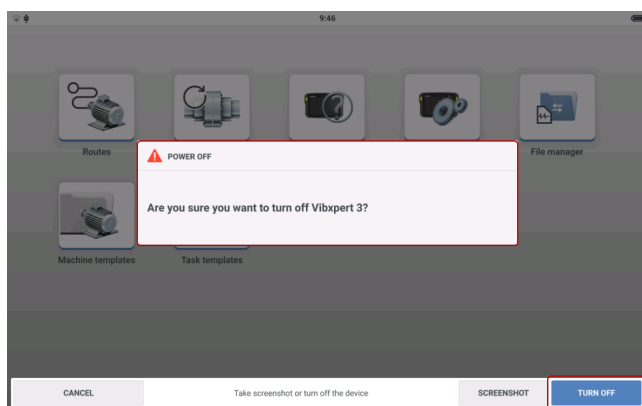 9:46
Routes
File manager
POWER OFF
Are you sure you want to turn off Vibxpert 3?
Machine templates
Task templates
CANCEL
Take screenshot or turn off the device
SCREENSHOT
TURN OFF